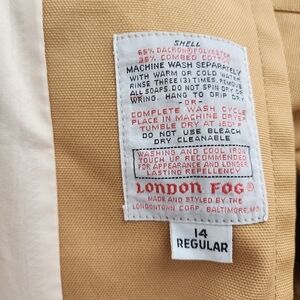 SHELL
65% DACRON® POLYESTER
35% COMBED COTTON
MACHINE WASH SEPARATELY
WITH WARM OR COLD WATER
RINSE THREE (3) TIMES. REMOVE
ALL SOAPS. DO NOT SPIN DRY OR
WRING. HANG TO DRIP DRY
-OR-
COMPLETE WASH CYCLE
PLACE IN MACHINE DRYER
TUMBLE DRY AT 160° F.
DO NOT USE BLEACH
DRY CLEANABLE
WASHING AND COOL IRON
TOUCH UP RECOMMENDED
FOR APPEARANCE AND LONGER
LASTING REPELLENCY
LONDON FOG®
MADE AND STYLED BY THE
LONDONTOWN CORP. BALTIMORE, MD.
14
REGULAR